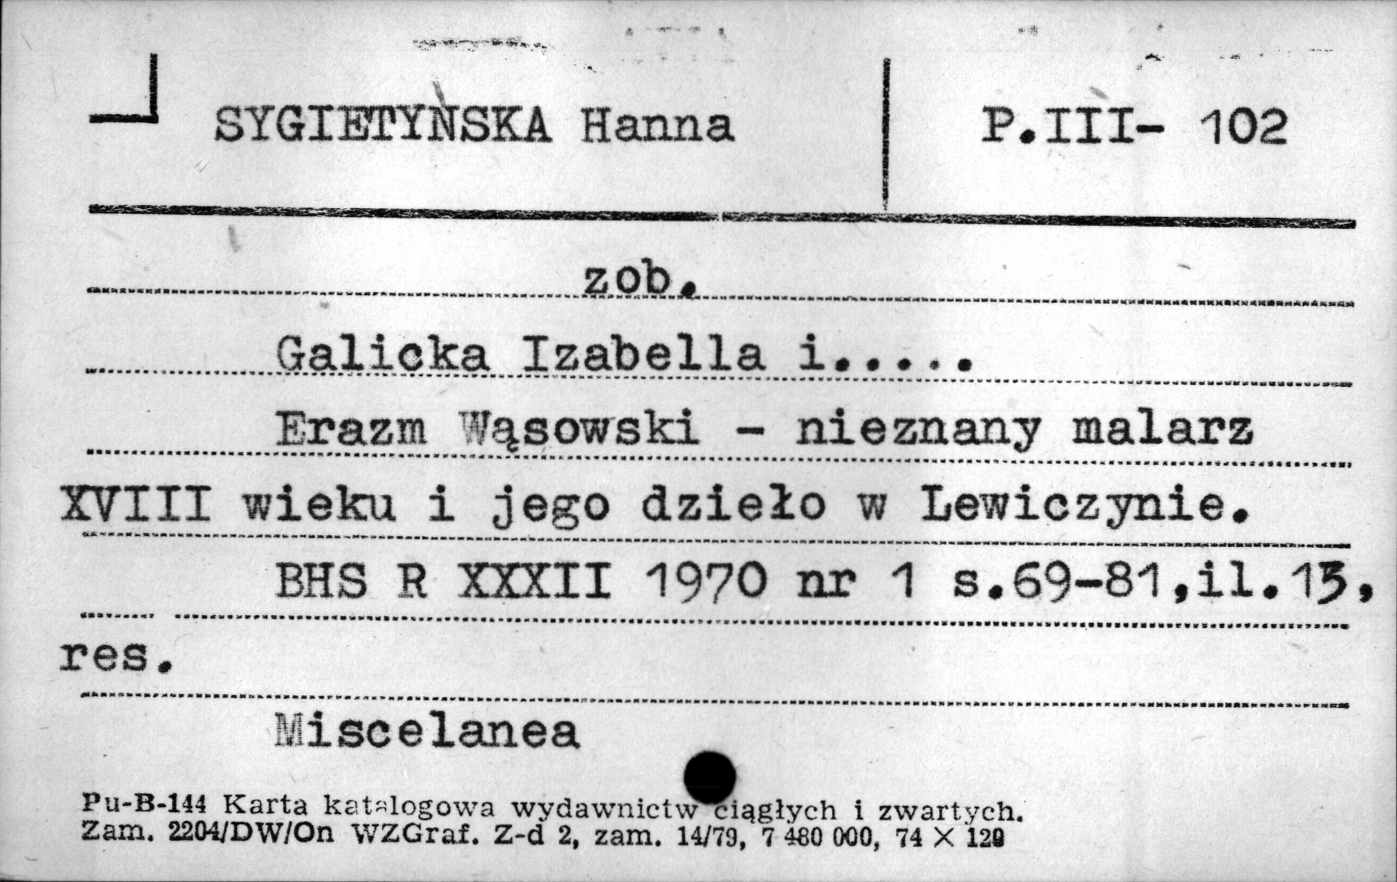 SYGIETYŃSKA Hanna P.III- 102
zob.
Galicka Izabella i.....
Erazm Wąsowski - nieznany malarz
XVIII wieku i jego dzieło w Lewiczynie.
BHS R XXXII 1970 nr 1 s.69-81,il.13,
res.
Miscelanea
Pu-B-144 Karta katalogowa wydawnictw ciągłych i zwartych.
Zam. 2204/DW/On WZGraf. Z-d 2, zam. 14/79, 7 480 000, 74 X 120